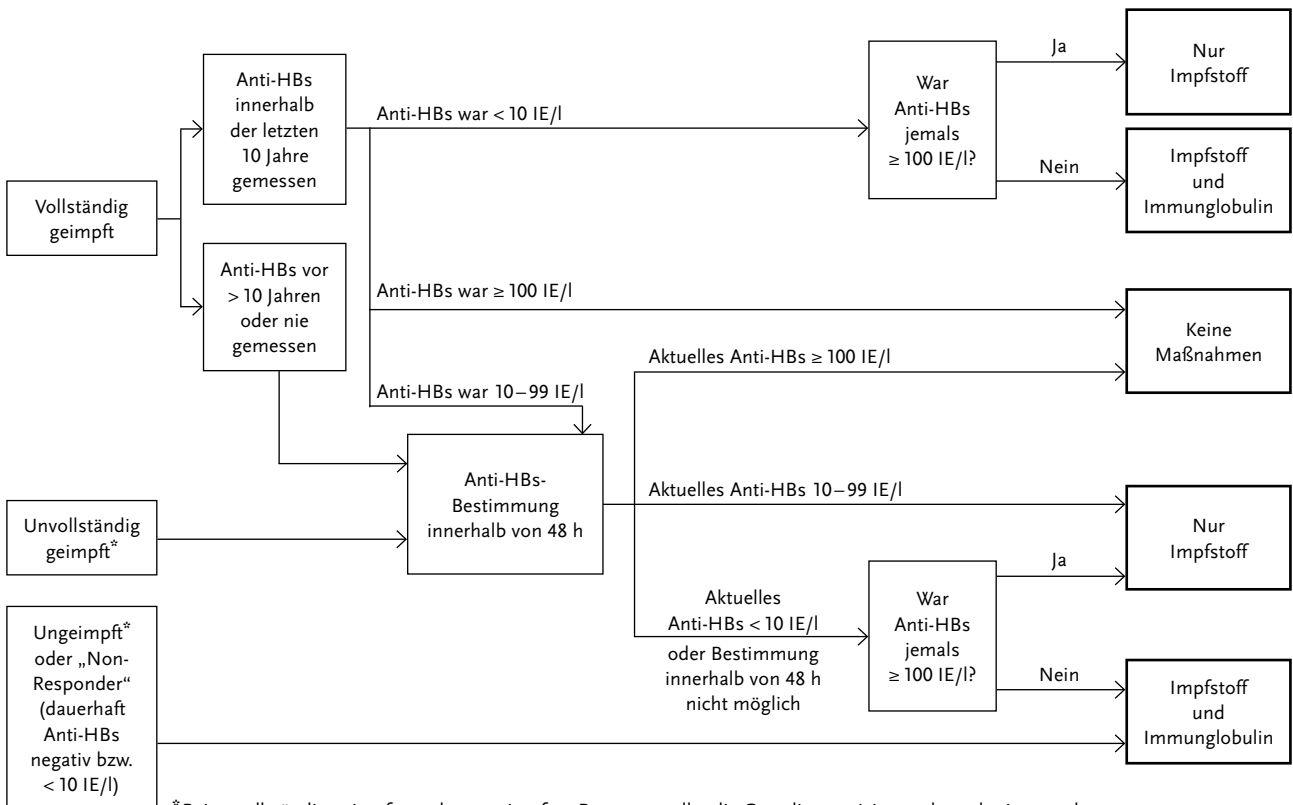 Vollständig
geimpft
Anti-HBs
innerhalb
der letzten
10 Jahre
gemessen
Anti-HBs vor
> 10 Jahren
oder nie
gemessen
Anti-HBs war < 10 IE/l
War
Anti-HBs
jemals
≥ 100 IE/l?
Ja
Nur
Impfstoff
Nein
Impfstoff
und
Immunglobulin
Anti-HBs war ≥ 100 IE/l
Keine
Maßnahmen
Aktuelles Anti-HBs ≥ 100 IE/l
Anti-HBs war 10–99 IE/l
Unvollständig
geimpft*
Anti-HBs-
Bestimmung
innerhalb von 48 h
Aktuelles Anti-HBs 10–99 IE/l
Nur
Impfstoff
Aktuelles
Anti-HBs < 10 IE/l
oder Bestimmung
innerhalb von 48 h
nicht möglich
War
Anti-HBs
jemals
≥ 100 IE/l?
Ja
Nein
Impfstoff
und
Immunglobulin
Ungeimpft*
oder „Non-
Responder“
(dauerhaft
Anti-HBs
negativ bzw.
< 10 IE/l)